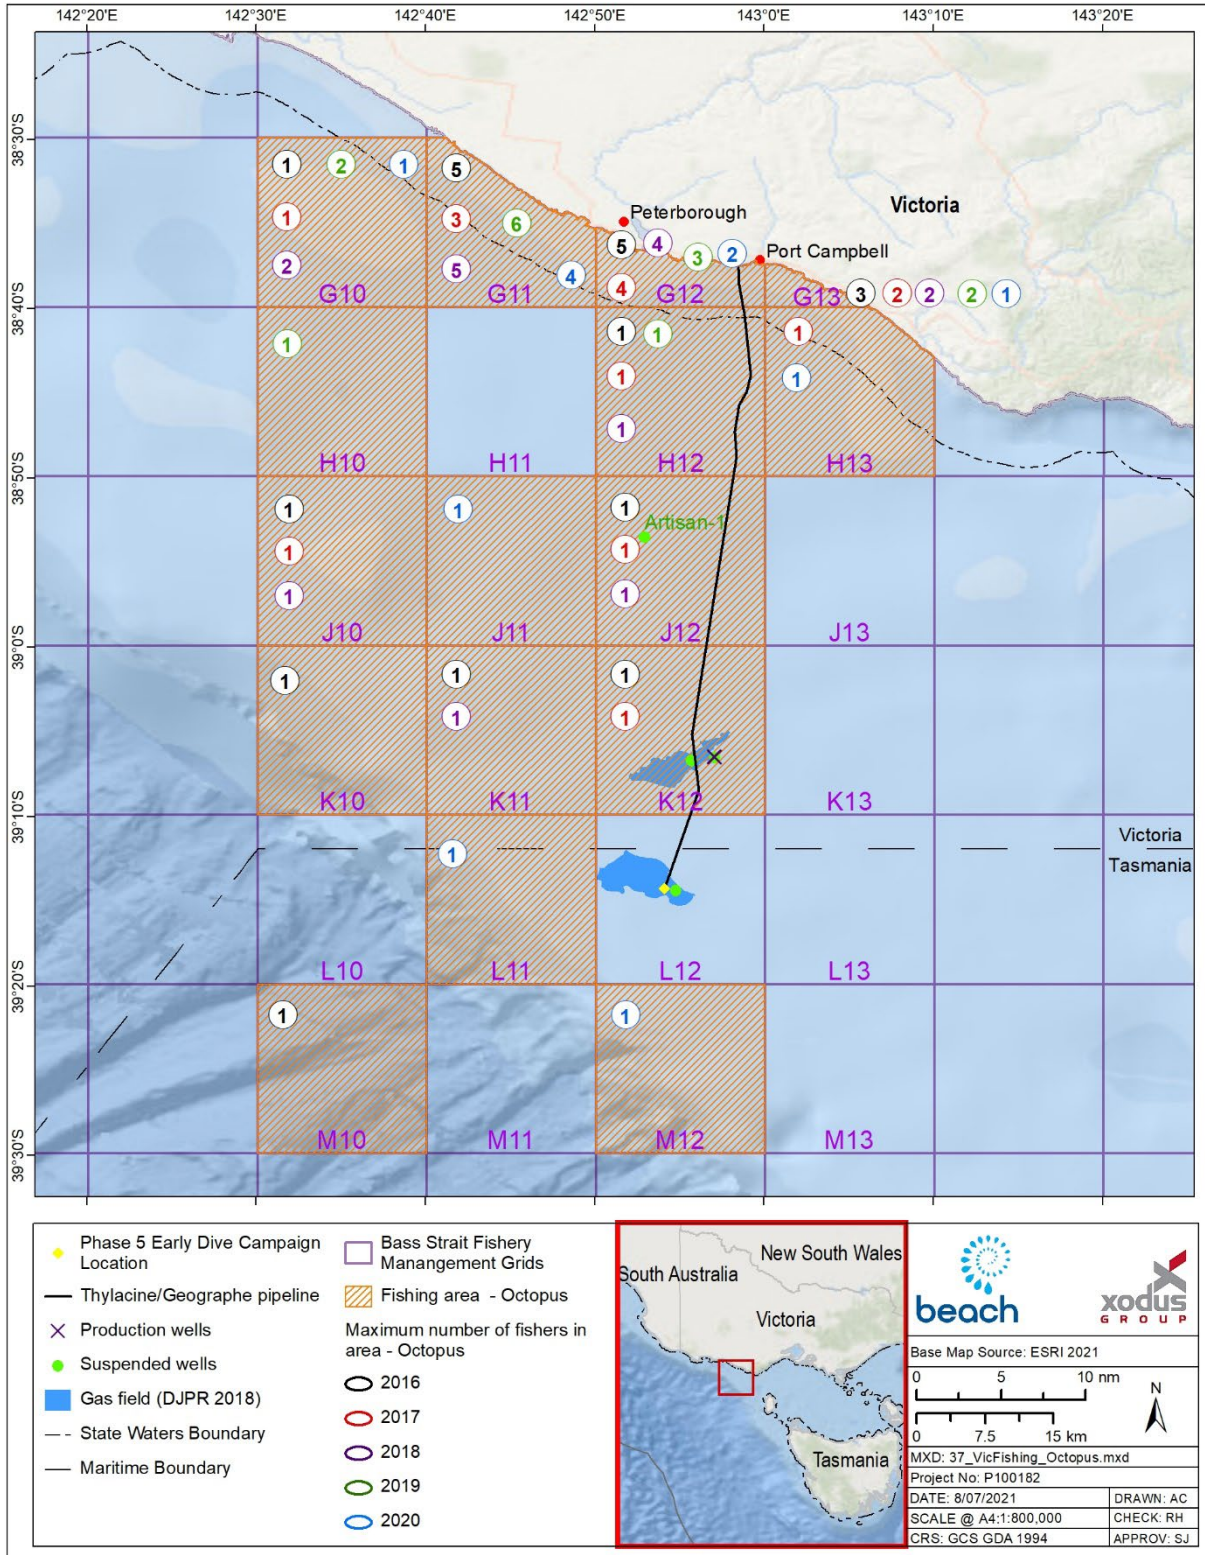 142°20'E 142°30'E 142°40'E 142°50'E 143°0'E 143°10'E 143°20'E
38°30'S
1 2 1 5
Peterborough
Victoria
1 3 6
5 4 3 2
Port Campbell
2 5 4 4
3 2 2 2 1
G10 G11 G12 G13
38°40'S
1 1 1 1
1 1
1
H10 H11 H12 H13
38°50'S
1 1 1
Artisan-1
1 1
1 1
J10 J11 J12 J13
39°0'S
1 1 1
1 1
K10 K11 K12 K13
39°10'S
Victoria
Tasmania
1
L10 L11 L12 L13
39°20'S
1 1
M10 M11 M12 M13
39°30'S
Phase 5 Early Dive Campaign
Location
Thylacine/Geographe pipeline
Production wells
Suspended wells
Gas field (DJPR 2018)
State Waters Boundary
Maritime Boundary
Bass Strait Fishery
Manangement Grids
Fishing area - Octopus
Maximum number of fishers in
area - Octopus
2016
2017
2018
2019
2020
New South Wales
South Australia
Victoria
Tasmania
beach
xodus
GROUP
Base Map Source: ESRI 2021
0 5 10 nm
N
0 7.5 15 km
MXD: 37_VicFishing_Octopus.mxd
Project No: P100182
DATE: 8/07/2021 DRAWN: AC
SCALE @ A4:1:800,000 CHECK: RH
CRS: GCS GDA 1994 APPROV: SJ